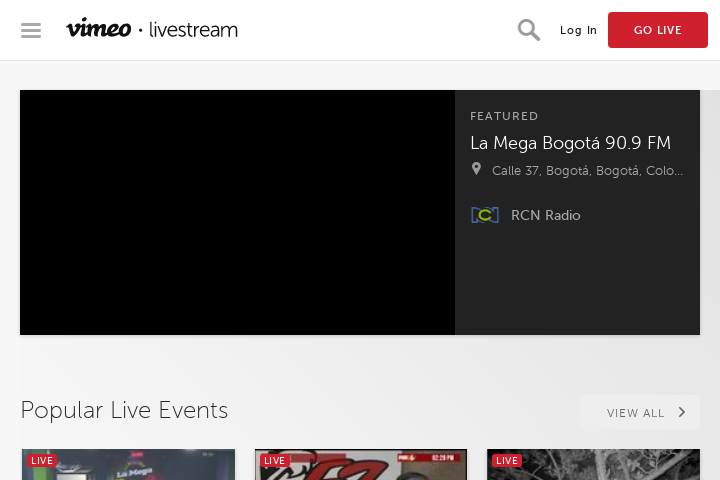 vimeo · livestream
Log In
GO LIVE
FEATURED
La Mega Bogotá 90.9 FM
Calle 37, Bogotá, Bogotá, Colo...
RCN Radio
Popular Live Events
VIEW ALL
LIVE
La Mega
LIVE
LIVE